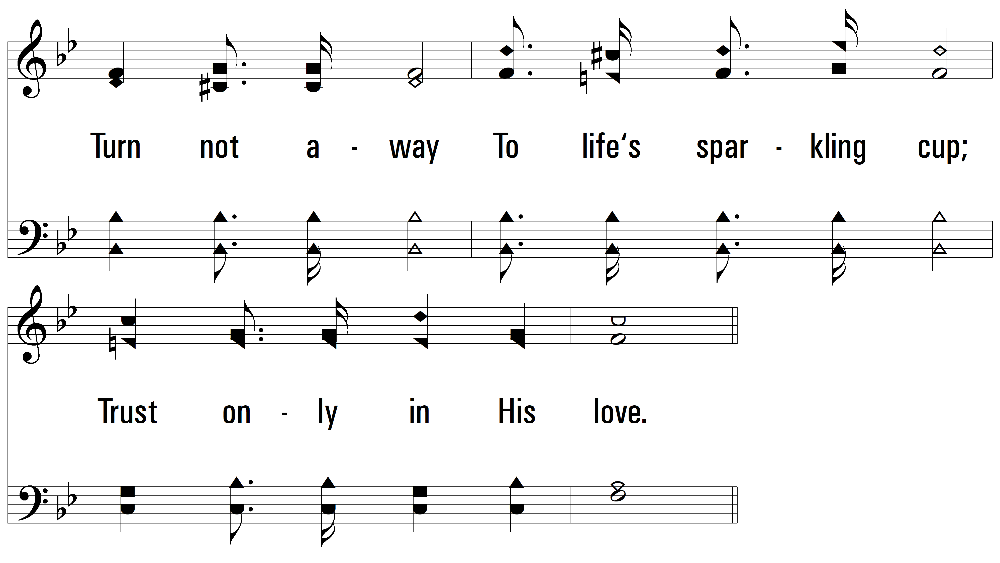 Turn not a - way To life‘s spar - kling cup;
Trust on - ly in His love.